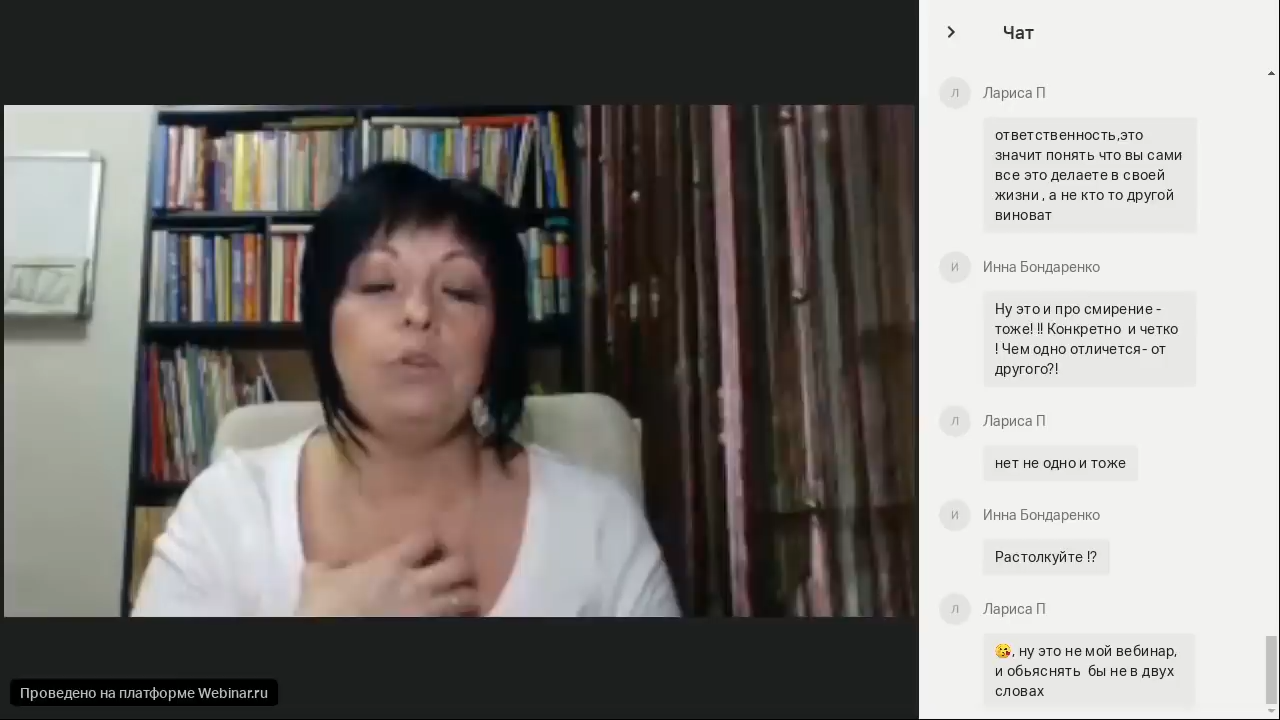 Чат
Л
Лариса П
ответственность,это
значит понять что вы сами
все это делаете в своей
жизни , а не кто то другой
виноват
И
Инна Бондаренко
Ну это и про смирение -
тоже! !! Конкретно и четко
! Чем одно отличется- от
другого?!
Л
Лариса П
нет не одно и тоже
И
Инна Бондаренко
Растолкуйте !?
Л
Лариса П
😘, ну это не мой вебинар,
и обьяснять бы не в двух
словах
Проведено на платформе Webinar.ru